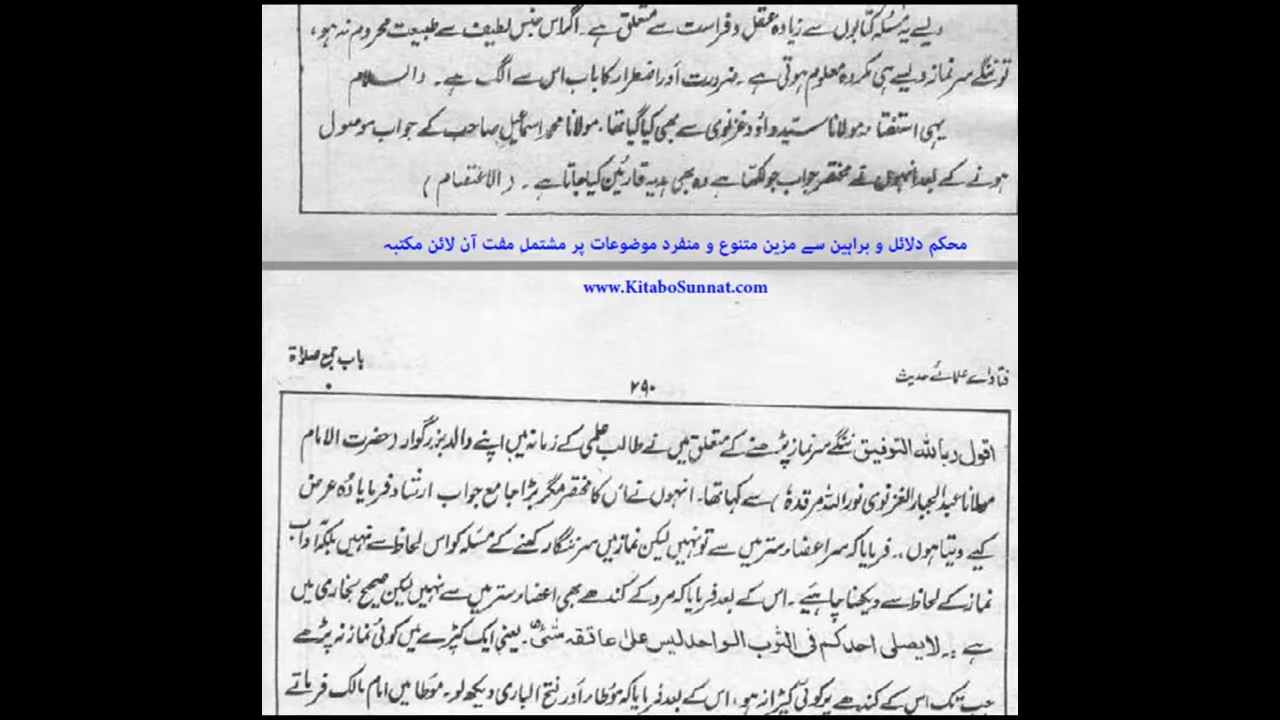 ویسے یہ مسئلہ کتابوں سے زیادہ عقل و فراست سے متعلق ہے۔ اگر اس جنس لطیف سے طبیعت محروم نہ ہو،
تو ننگے سر نماز ویسے ہی مکروہ معلوم ہوتی ہے۔ ضرورت اور اضطرار کا باب اس سے الگ ہے۔ والسلام
یہی استفتاء مولانا سید داؤد غزنوی سے بھی کیا گیا تھا، مولانا محمد اسماعیل صاحب کے جواب موصول
ہونے کے بعد انہوں نے مختصر جواب جو لکھا ہے وہ بھی ہدیہ قارئین کیا جاتا ہے۔ (الاعتصام)
محکم دلائل و براہین سے مزین متنوع و منفرد موضوعات پر مشتمل مفت آن لائن مکتبہ
www.KitaboSunnat.com
باب جمع صلاۃ
فتاوٰے علمائے حدیث
۲۹۰
اقول وباللہ التوفیق ننگے سر نماز پڑھنے کے متعلق میں نے طالب علمی کے زمانہ میں اپنے والد بزرگوار (حضرت الامام
مولانا عبدالجبار الغزنوی نور اللہ مرقدہٗ) سے کہا تھا۔ انہوں نے اس کا مختصر مگر بڑا جامع جواب ارشاد فرمایا وہ عرض
کیے دیتا ہوں۔۔ فرمایا کہ سر اعضاء ستر میں سے تو نہیں لیکن نماز میں سر ننگا رکھنے کے مسئلہ کو اس لحاظ سے نہیں بلکہ آداب
نماز کے لحاظ سے دیکھنا چاہئیے۔ اس کے بعد فرمایا کہ مرد کے کندھے بھی اعضاء ستر میں سے نہیں لیکن صحیح بخاری میں
ہے :۔ لا یصلی احدکم فی الثوب الواحد لیس علیٰ عاتقہ شئیٌ۔ یعنی ایک کپڑے میں کوئی نماز نہ پڑھے
جب تک اس کے کندھے پر کوئی کپڑا نہ ہو، اس کے بعد فرمایا کہ مؤطا اور فتح الباری دیکھ لو۔ مؤطا میں امام مالک فرماتے